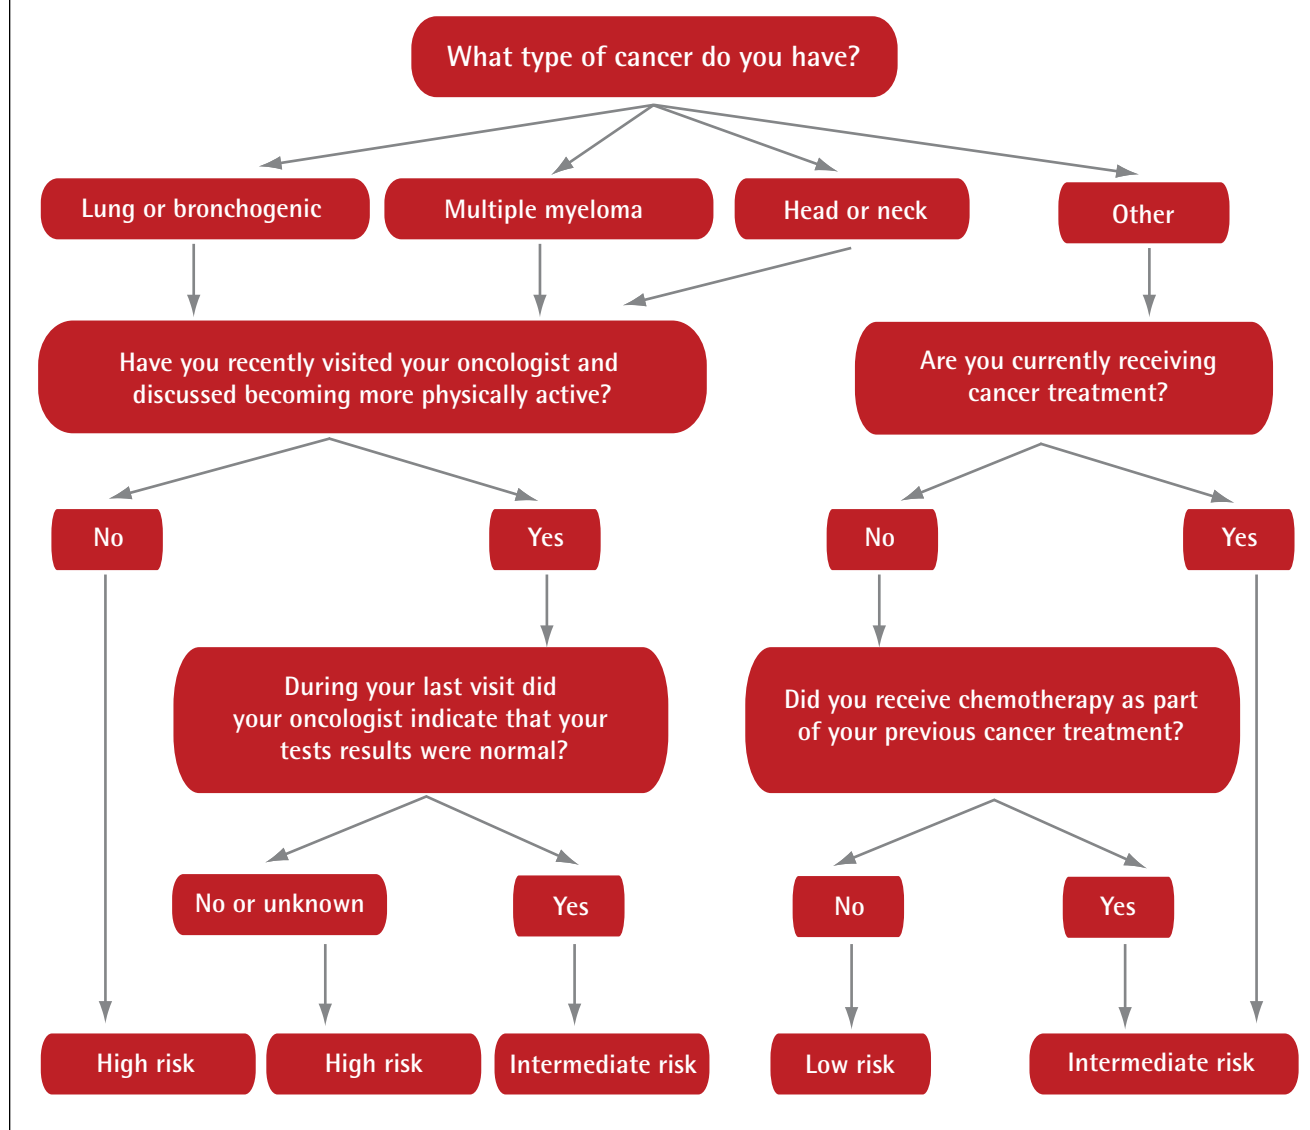 What type of cancer do you have?
Lung or bronchogenic
Multiple myeloma
Head or neck
Other
Have you recently visited your oncologist and
discussed becoming more physically active?
Are you currently receiving
cancer treatment?
No
Yes
No
Yes
During your last visit did
your oncologist indicate that your
tests results were normal?
Did you receive chemotherapy as part
of your previous cancer treatment?
No or unknown
Yes
No
Yes
High risk
High risk
Intermediate risk
Low risk
Intermediate risk